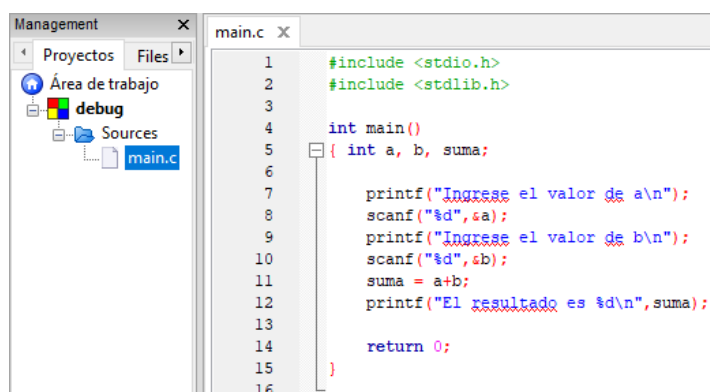 Management X
Proyectos Files
Área de trabajo
debug
Sources
main.c
main.c X
1 #include <stdio.h>
2 #include <stdlib.h>
3
4 int main()
5 { int a, b, suma;
6
7 printf("Ingrese el valor de a\n");
8 scanf("%d",&a);
9 printf("Ingrese el valor de b\n");
10 scanf("%d",&b);
11 suma = a+b;
12 printf("El resultado es %d\n",suma);
13
14 return 0;
15 }
16